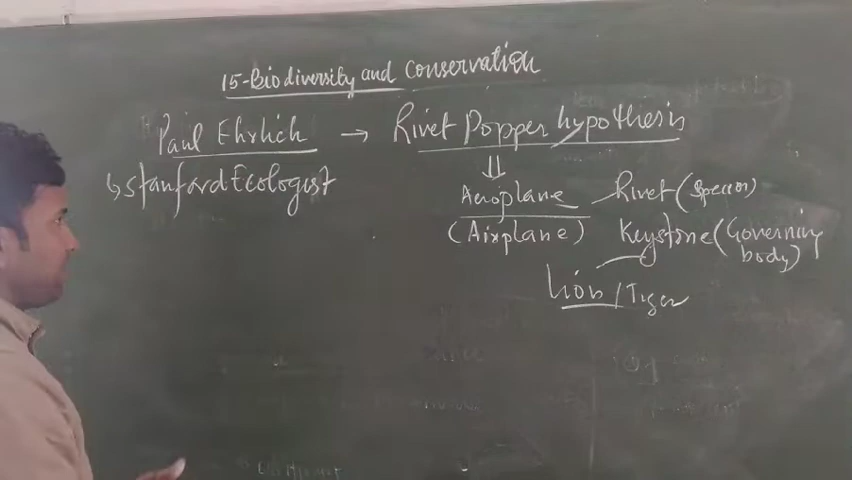 15-Biodiversity and conservation
Paul Ehrlich → Rivet Popper hypothesis
↳ Stanford Ecologist
⇓
Aeroplane — Rivet (Species)
(Airplane) Keystone (Governing
body)
Lion / Tiger